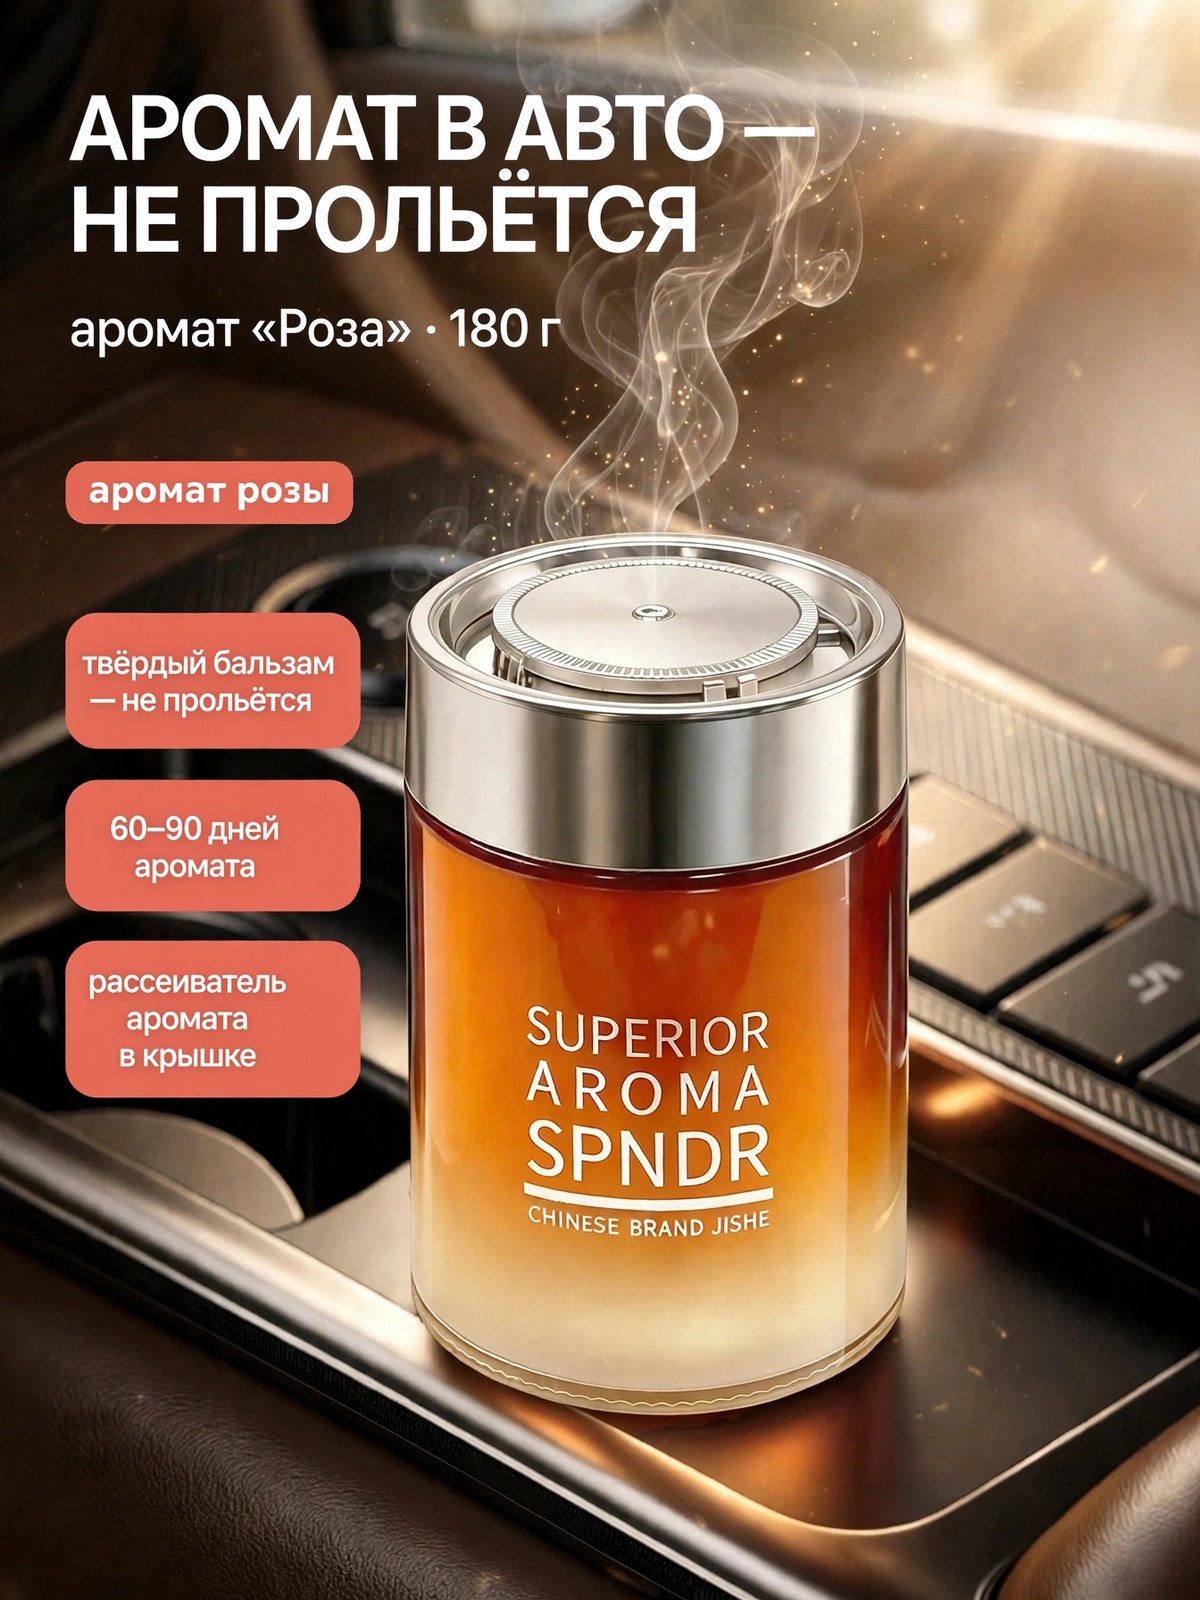 АРОМАТ В АВТО —
НЕ ПРОЛЬЁТСЯ
аромат «Роза» · 180 г
аромат розы
твёрдый бальзам
— не прольётся
60–90 дней
аромата
рассеиватель
аромата
в крышке
SUPERIOR
AROMA
SPNDR
CHINESE BRAND JISHE